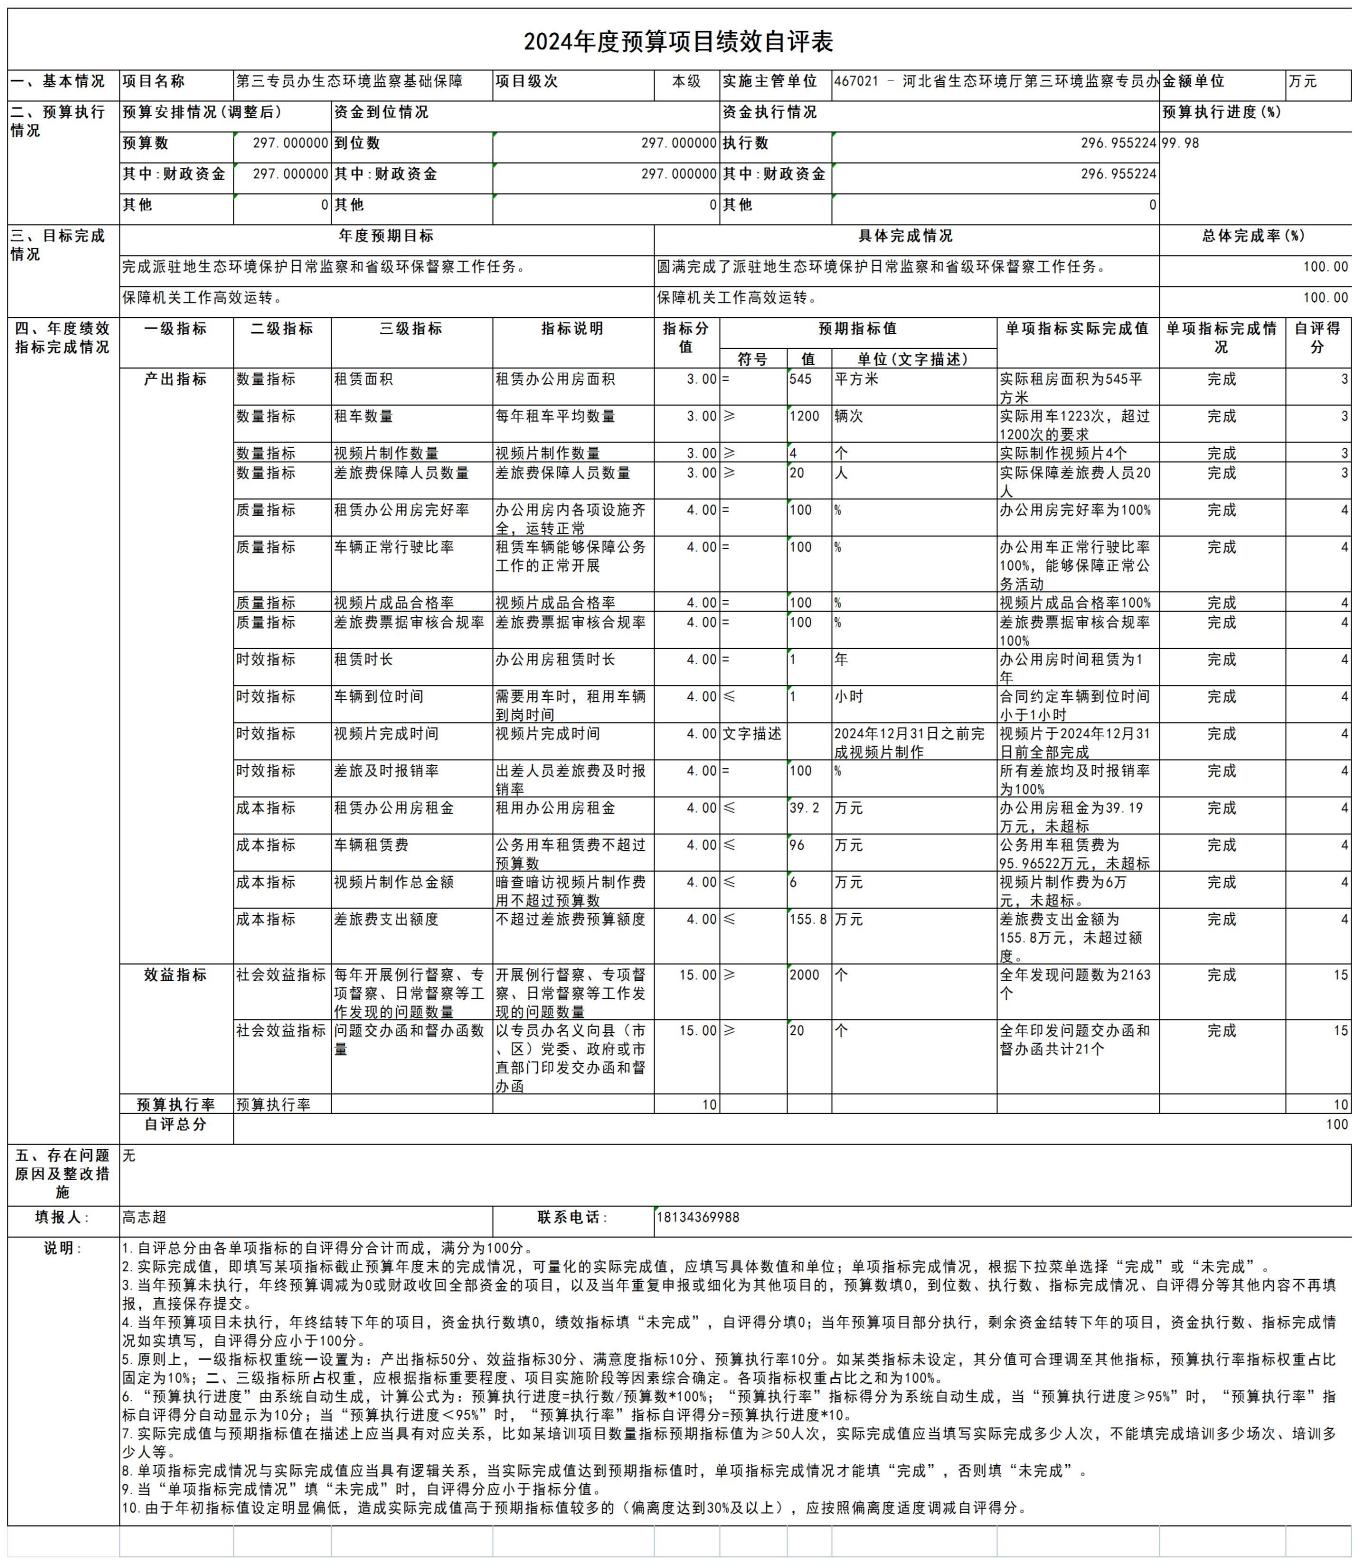 2024年度预算项目绩效自评表
一、基本情况 项目名称 第三专员办生态环境监察基础保障 项目级次 本级 实施主管单位 467021 - 河北省生态环境厅第三环境监察专员办 金额单位 万元
二、预算执行情况 预算安排情况(调整后) 资金到位情况 资金执行情况 预算执行进度(%)
预算数 297.000000 到位数 297.000000 执行数 296.955224 99.98
其中:财政资金 297.000000 其中:财政资金 297.000000 其中:财政资金 296.955224
其他 0 其他 0 其他 0
三、目标完成情况 年度预期目标 具体完成情况 总体完成率(%)
完成派驻地生态环境保护日常监察和省级环保督察工作任务。 圆满完成了派驻地生态环境保护日常监察和省级环保督察工作任务。 100.00
保障机关工作高效运转。 保障机关工作高效运转。 100.00
四、年度绩效指标完成情况 一级指标 二级指标 三级指标 指标说明 指标分值 预期指标值 单项指标实际完成值 单项指标完成情况 自评得分
符号 值 单位(文字描述)
产出指标 数量指标 租赁面积 租赁办公用房面积 3.00 = 545 平方米 实际租房面积为545平方米 完成 3
数量指标 租车数量 每年租车平均数量 3.00 ≥ 1200 辆次 实际用车1223次，超过1200次的要求 完成 3
数量指标 视频片制作数量 视频片制作数量 3.00 ≥ 4 个 实际制作视频片4个 完成 3
数量指标 差旅费保障人员数量 差旅费保障人员数量 3.00 ≥ 20 人 实际保障差旅费人员20人 完成 3
质量指标 租赁办公用房完好率 办公用房内各项设施齐全，运转正常 4.00 = 100 % 办公用房完好率为100% 完成 4
质量指标 车辆正常行驶比率 租赁车辆能够保障公务工作的正常开展 4.00 = 100 % 办公用车正常行驶比率100%，能够保障正常公务活动 完成 4
质量指标 视频片成品合格率 视频片成品合格率 4.00 = 100 % 视频片成品合格率100% 完成 4
质量指标 差旅费票据审核合规率 差旅费票据审核合规率 4.00 = 100 % 差旅费票据审核合规率100% 完成 4
时效指标 租赁时长 办公用房租赁时长 4.00 = 1 年 办公用房时间租赁为1年 完成 4
时效指标 车辆到位时间 需要用车时，租用车辆到岗时间 4.00 ≤ 1 小时 合同约定车辆到位时间小于1小时 完成 4
时效指标 视频片完成时间 视频片完成时间 4.00 文字描述 2024年12月31日之前完成视频片制作 视频片于2024年12月31日前全部完成 完成 4
时效指标 差旅及时报销率 出差人员差旅费及时报销率 4.00 = 100 % 所有差旅均及时报销率为100% 完成 4
成本指标 租赁办公用房租金 租用办公用房租金 4.00 ≤ 39.2 万元 办公用房租金为39.19万元，未超标 完成 4
成本指标 车辆租赁费 公务用车租赁费不超过预算数 4.00 ≤ 96 万元 公务用车租赁费为95.96522万元，未超标 完成 4
成本指标 视频片制作总金额 暗查暗访视频片制作费用不超过预算数 4.00 ≤ 6 万元 视频片制作费为6万元，未超标。 完成 4
成本指标 差旅费支出额度 不超过差旅费预算额度 4.00 ≤ 155.8 万元 差旅费支出金额为155.8万元，未超过额度。 完成 4
效益指标 社会效益指标 每年开展例行督察、专项督察、日常督察等工作发现的问题数量 开展例行督察、专项督察、日常督察等工作发现的问题数量 15.00 ≥ 2000 个 全年发现问题数为2163个 完成 15
社会效益指标 问题交办函和督办函数量 以专员办名义向县（市、区）党委、政府或市直部门印发交办函和督办函 15.00 ≥ 20 个 全年印发问题交办函和督办函共计21个 完成 15
预算执行率 预算执行率 10 10
自评总分 100
五、存在问题原因及整改措施 无
填报人: 高志超 联系电话: 18134369988
说明: 1.自评总分由各单项指标的自评得分合计而成，满分为100分。
2.实际完成值，即填写某项指标截止预算年度末的完成情况，可量化的实际完成值，应填写具体数值和单位；单项指标完成情况，根据下拉菜单选择“完成”或“未完成”。
3.当年预算未执行，年终预算调减为0或财政收回全部资金的项目，以及当年重复申报或细化为其他项目的，预算数填0，到位数、执行数、指标完成情况、自评得分等其他内容不再填
报，直接保存提交。
4.当年预算项目未执行，年终结转下年的项目，资金执行数填0，绩效指标填“未完成”，自评得分填0；当年预算项目部分执行，剩余资金结转下年的项目，资金执行数、指标完成情
况如实填写，自评得分应小于100分。
5.原则上，一级指标权重统一设置为：产出指标50分、效益指标30分、满意度指标10分、预算执行率10分。如某类指标未设定，其分值可合理调至其他指标，预算执行率指标权重占比
固定为10%；二、三级指标所占权重，应根据指标重要程度、项目实施阶段等因素综合确定。各项指标权重占比之和为100%。
6.“预算执行进度”由系统自动生成，计算公式为：预算执行进度=执行数/预算数*100%；“预算执行率”指标得分为系统自动生成，当“预算执行进度≥95%”时，“预算执行率”指
标自评得分自动显示为10分；当“预算执行进度＜95%”时，“预算执行率”指标自评得分=预算执行进度*10。
7.实际完成值与预期指标值在描述上应当具有对应关系，比如某培训项目数量指标预期指标值为≥50人次，实际完成值应当填写实际完成多少人次，不能填完成培训多少场次、培训多
少人等。
8.单项指标完成情况与实际完成值应当具有逻辑关系，当实际完成值达到预期指标值时，单项指标完成情况才能填“完成”，否则填“未完成”。
9.当“单项指标完成情况”填“未完成”时，自评得分应小于指标分值。
10.由于年初指标值设定明显偏低，造成实际完成值高于预期指标值较多的（偏离度达到30%及以上），应按照偏离度适度调减自评得分。